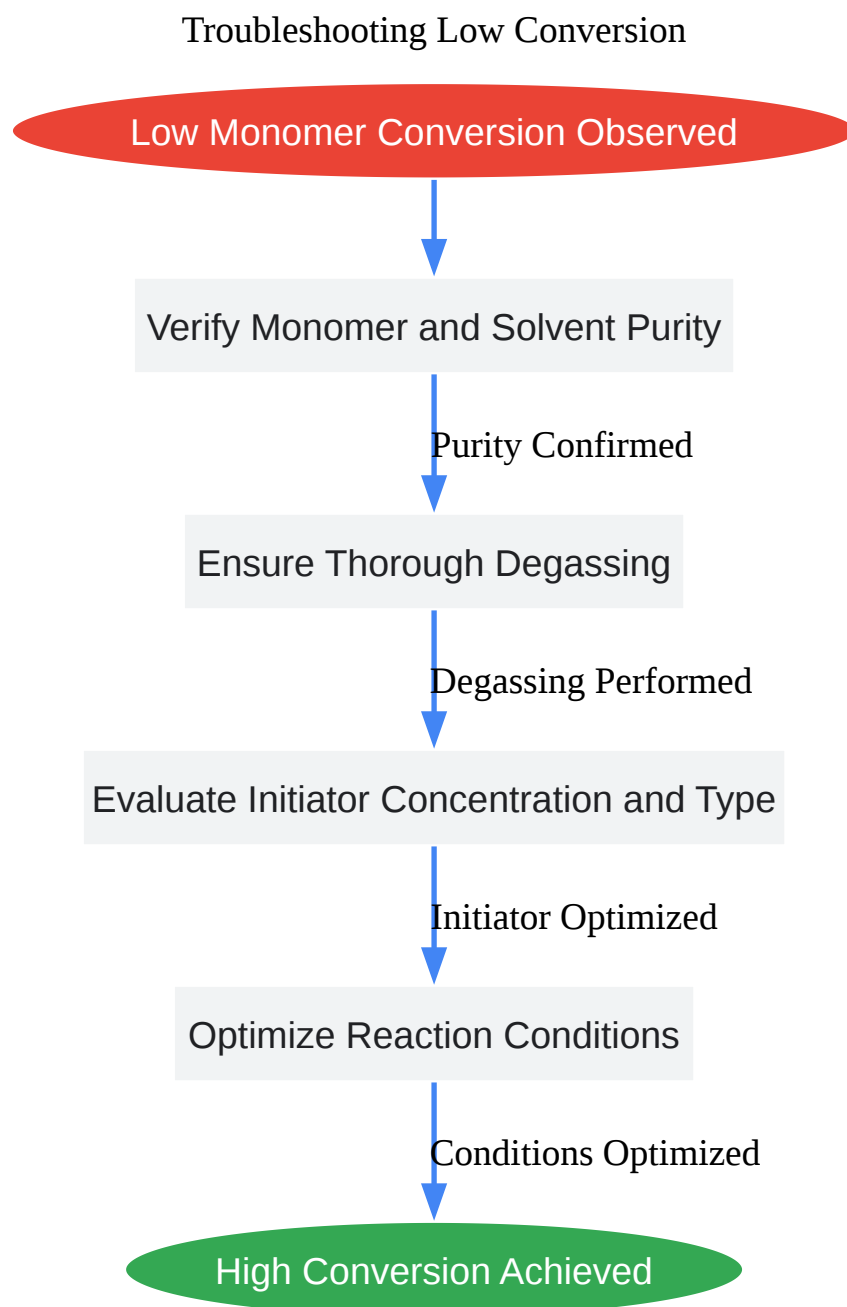 Troubleshooting Low Conversion
Low Monomer Conversion Observed
Verify Monomer and Solvent Purity
Purity Confirmed
Ensure Thorough Degassing
Degassing Performed
Evaluate Initiator Concentration and Type
Initiator Optimized
Optimize Reaction Conditions
Conditions Optimized
High Conversion Achieved